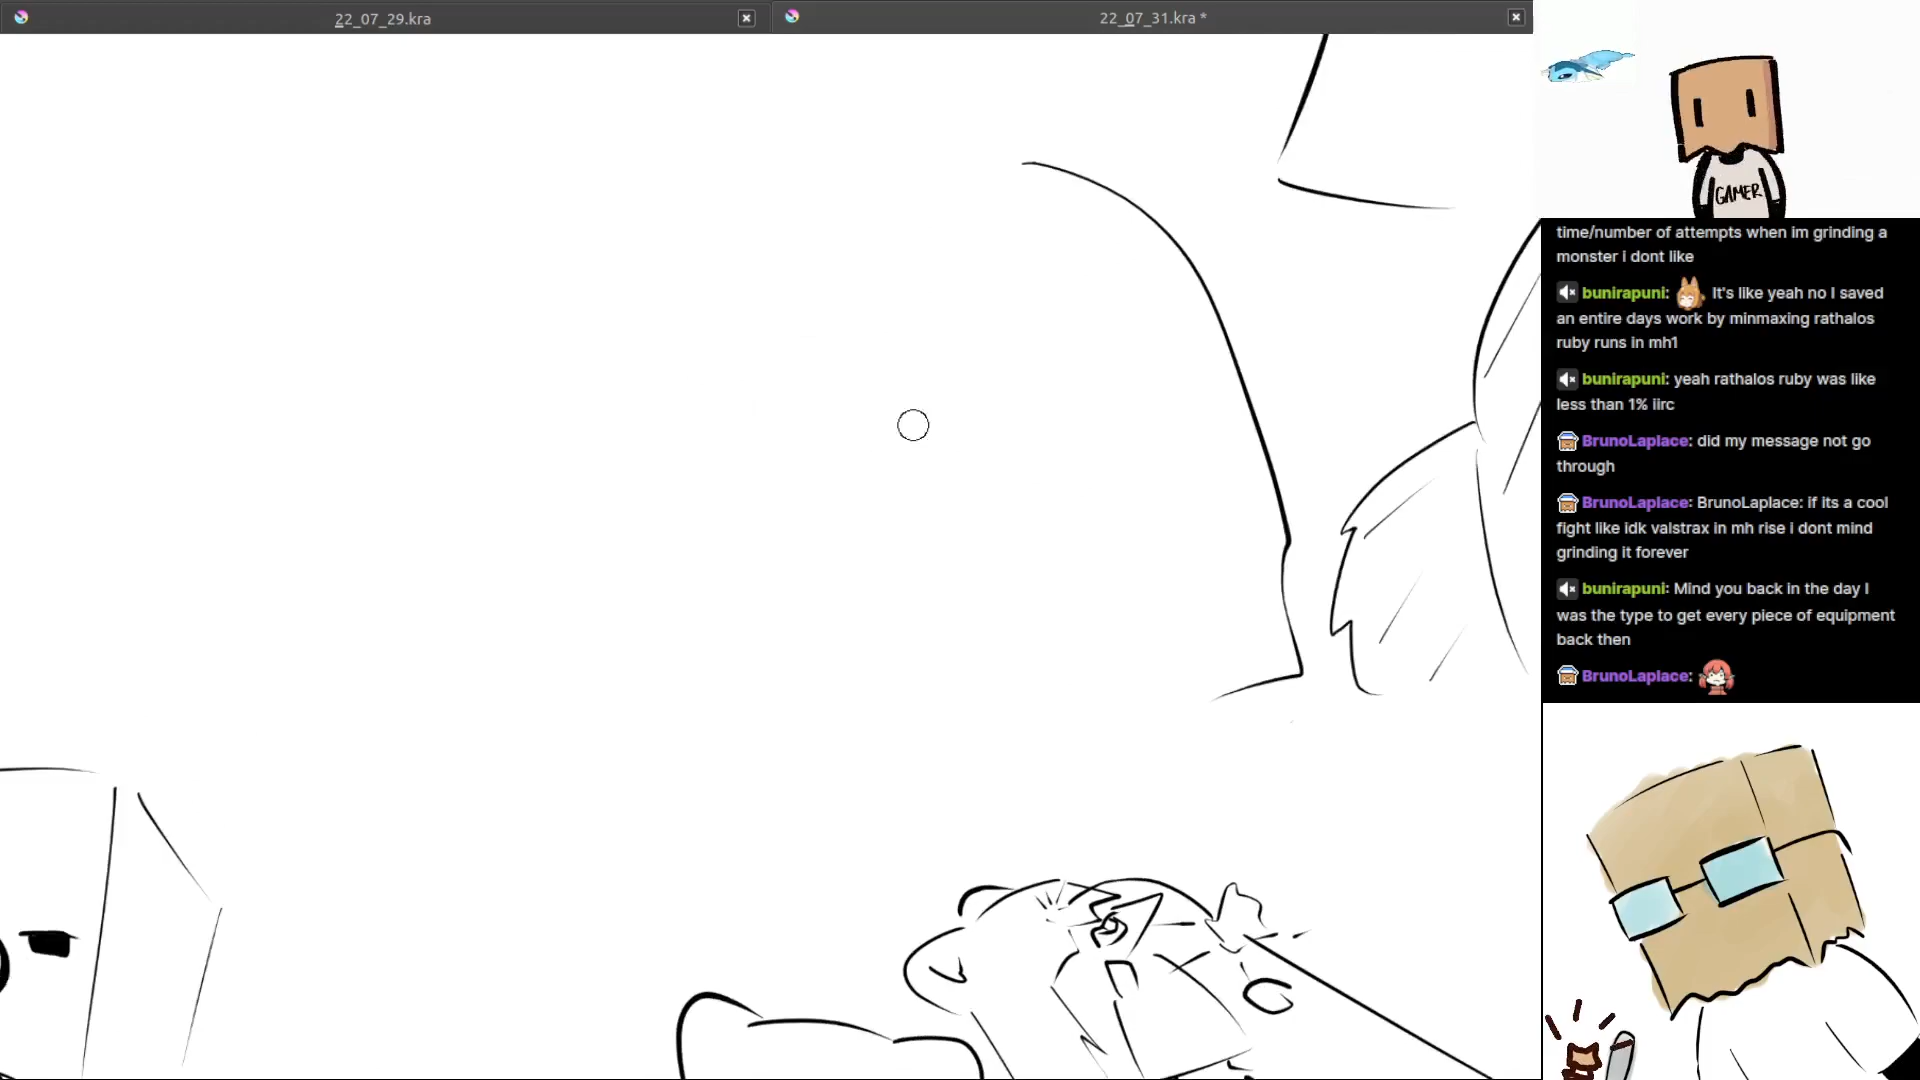 22_07_29.kra
22_07_31.kra *
GAMER
time/number of attempts when im grinding a
monster i dont like
bunirapuni: It's like yeah no I saved
an entire days work by minmaxing rathalos
ruby runs in mh1
bunirapuni: yeah rathalos ruby was like
less than 1% iirc
BrunoLaplace: did my message not go
through
BrunoLaplace: BrunoLaplace: if its a cool
fight like idk valstrax in mh rise i dont mind
grinding it forever
bunirapuni: Mind you back in the day I
was the type to get every piece of equipment
back then
BrunoLaplace: